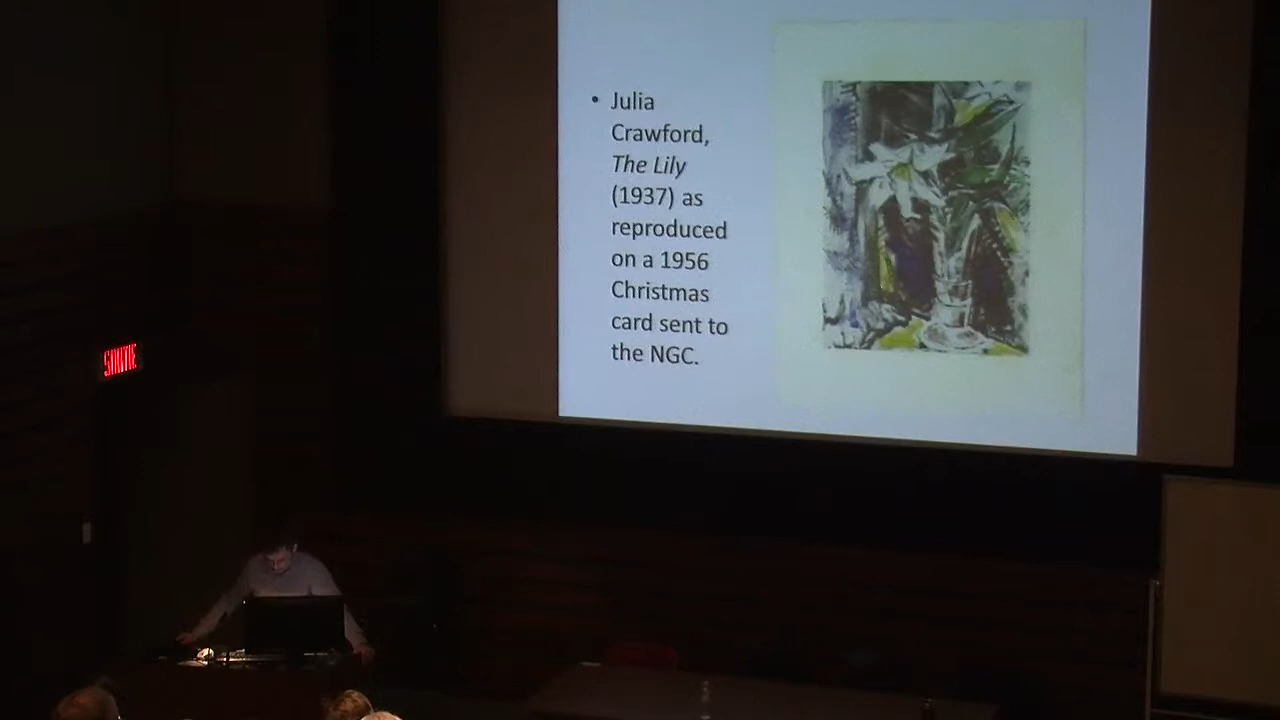 • Julia
Crawford,
The Lily
(1937) as
reproduced
on a 1956
Christmas
card sent to
the NGC.
SORTIE